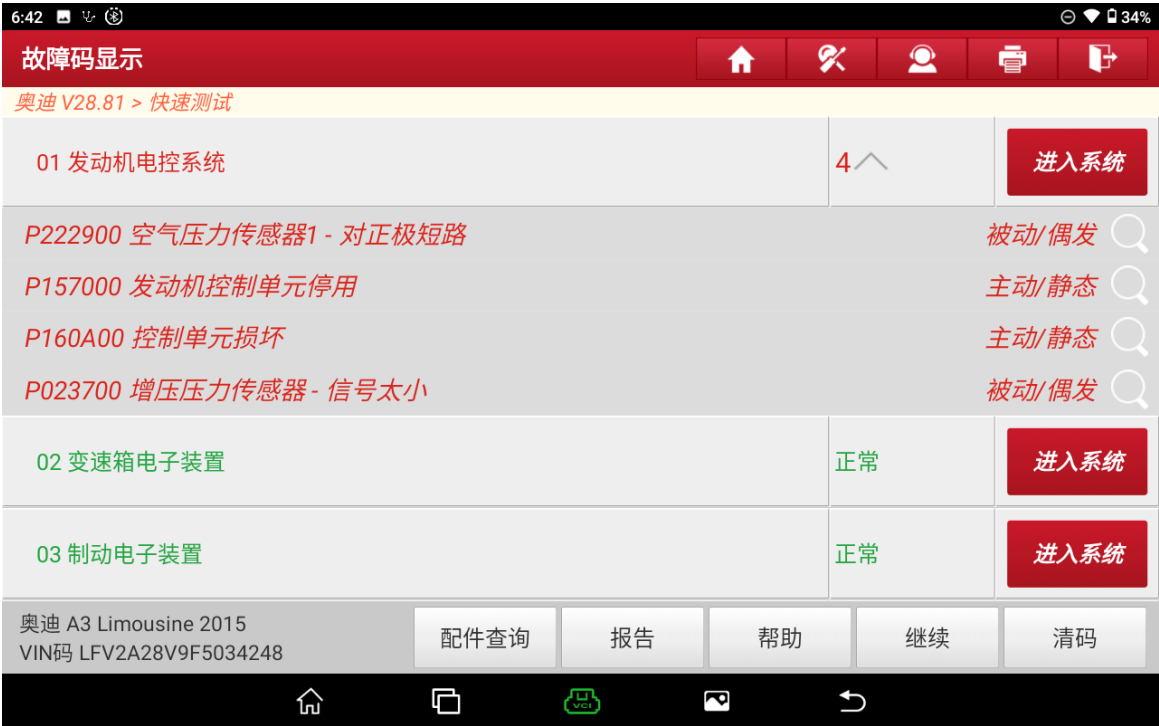 6:42 34%
故障码显示
奥迪 V28.81 > 快速测试
01 发动机电控系统 4 进入系统
P222900 空气压力传感器1 - 对正极短路 被动/偶发
P157000 发动机控制单元停用 主动/静态
P160A00 控制单元损坏 主动/静态
P023700 增压压力传感器 - 信号太小 被动/偶发
02 变速箱电子装置 正常 进入系统
03 制动电子装置 正常 进入系统
奥迪 A3 Limousine 2015
VIN码 LFV2A28V9F5034248
配件查询 报告 帮助 继续 清码
VCI